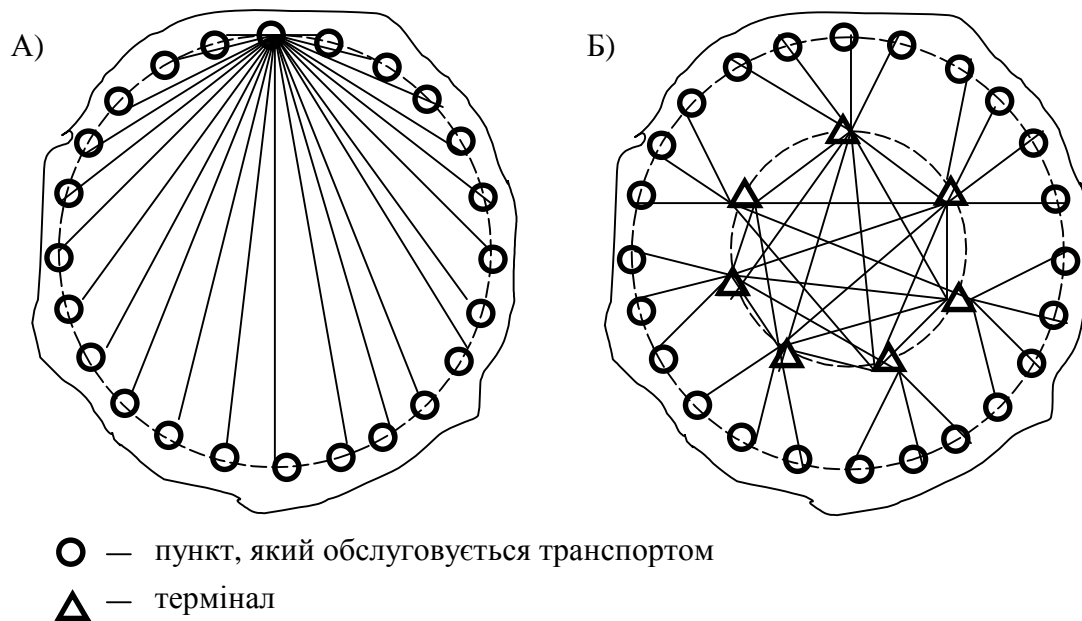 А)
Б)
— пункт, який обслуговується транспортом
— термінал